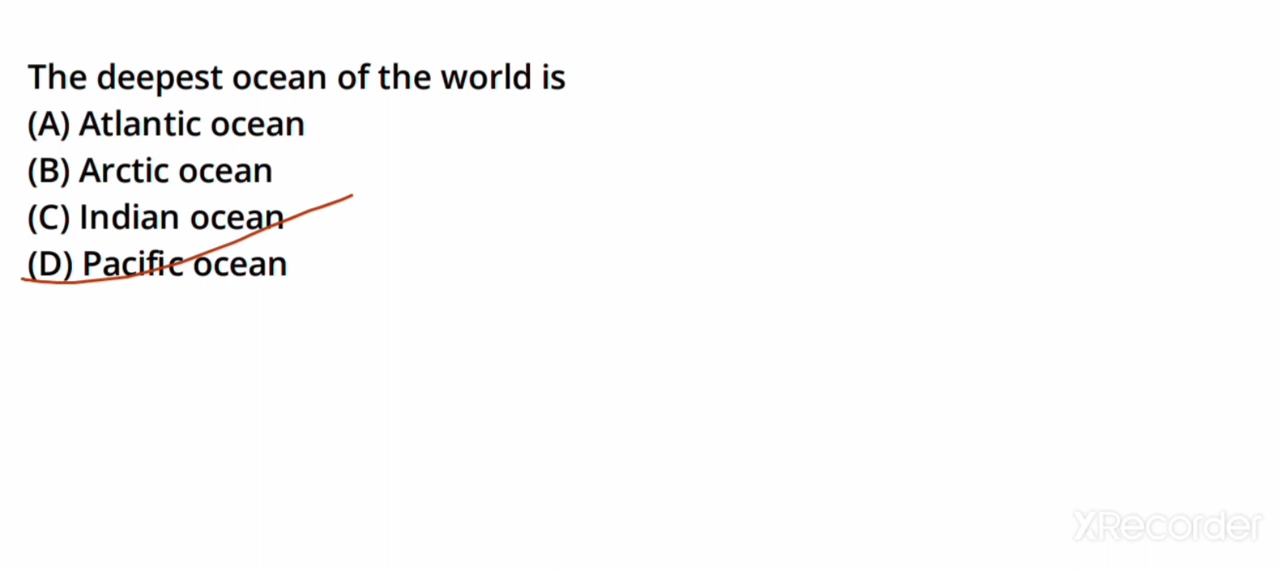 The deepest ocean of the world is
(A) Atlantic ocean
(B) Arctic ocean
(C) Indian ocean
(D) Pacific ocean
XRecorder